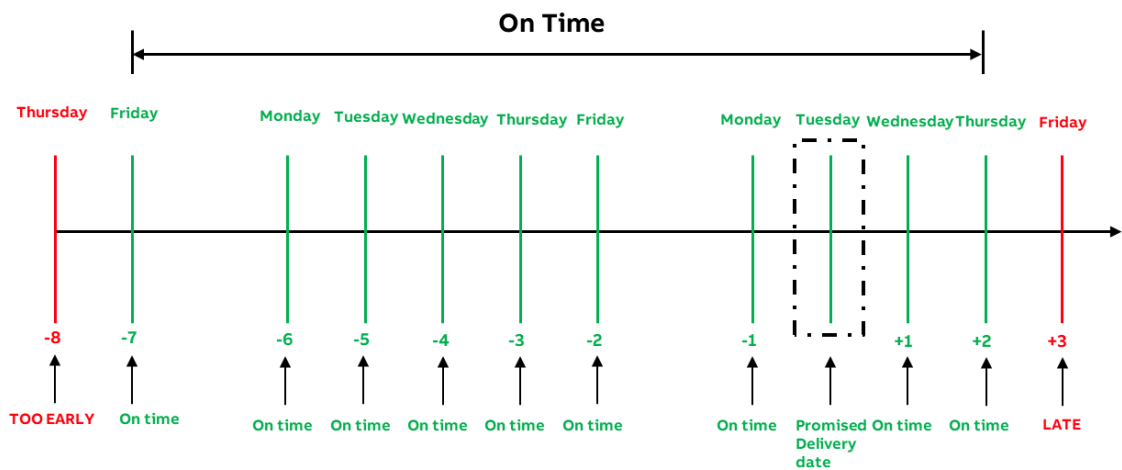 On Time
Thursday Friday Monday Tuesday Wednesday Thursday Friday Monday Tuesday Wednesday Thursday Friday
-8 -7 -6 -5 -4 -3 -2 -1 +1 +2 +3
TOO EARLY On time On time On time On time On time On time On time Promised On time On time LATE
Delivery
date